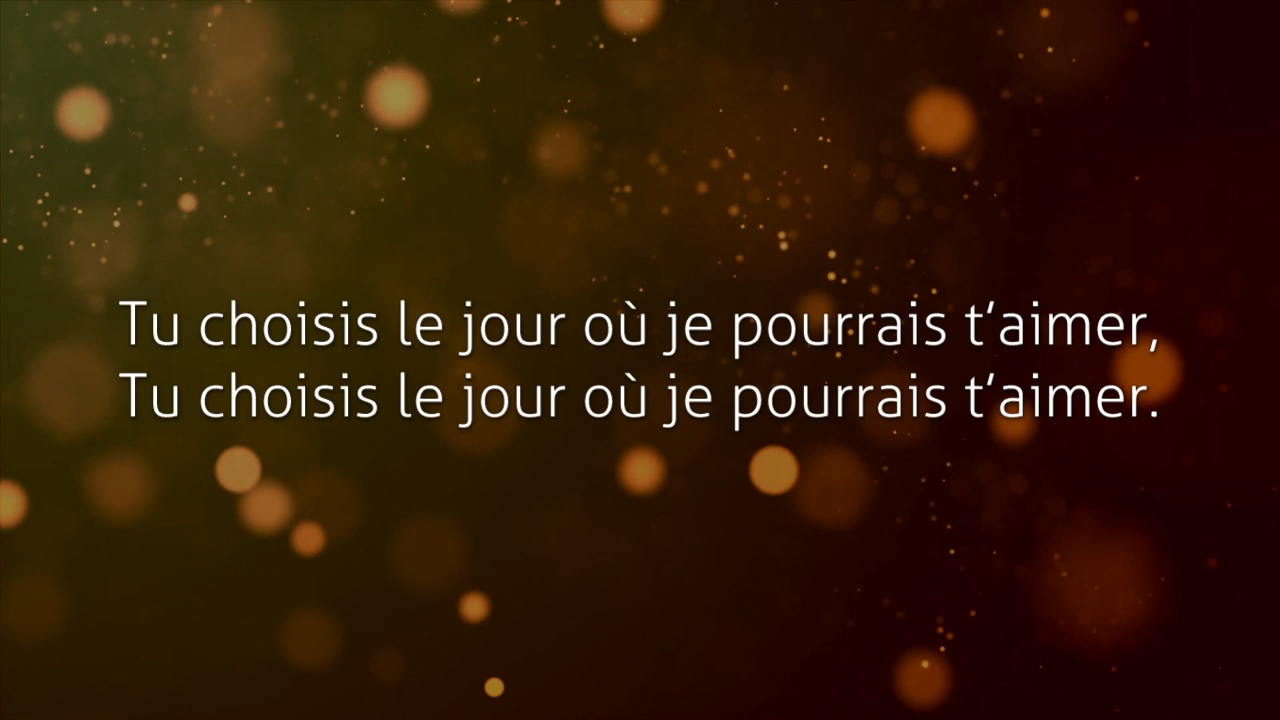 Tu choisis le jour où je pourrais t’aimer,
Tu choisis le jour où je pourrais t’aimer.